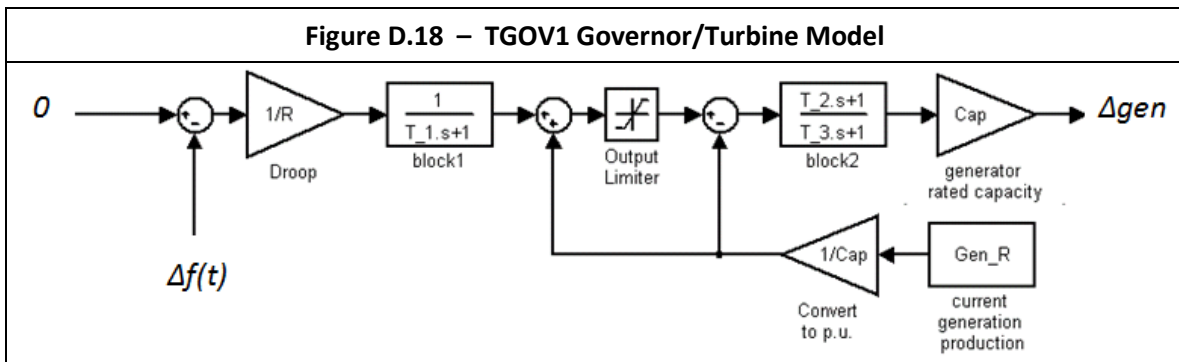 Figure D.18 – TGOV1 Governor/Turbine Model
0
+
-
1/R
Droop
1
T_1.s+1
block1
+
+
Output
Limiter
+
-
T_2.s+1
T_3.s+1
block2
Cap
generator
rated capacity
Δgen
Δf(t)
1/Cap
Convert
to p.u.
Gen_R
current
generation
production